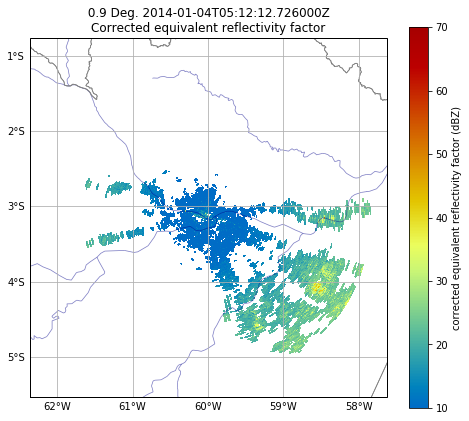 0.9 Deg. 2014-01-04T05:12:12.726000Z
Corrected equivalent reflectivity factor
1°S
2°S
3°S
4°S
5°S
62°W 61°W 60°W 59°W 58°W
70
60
50
40
30
20
10
corrected equivalent reflectivity factor (dBZ)